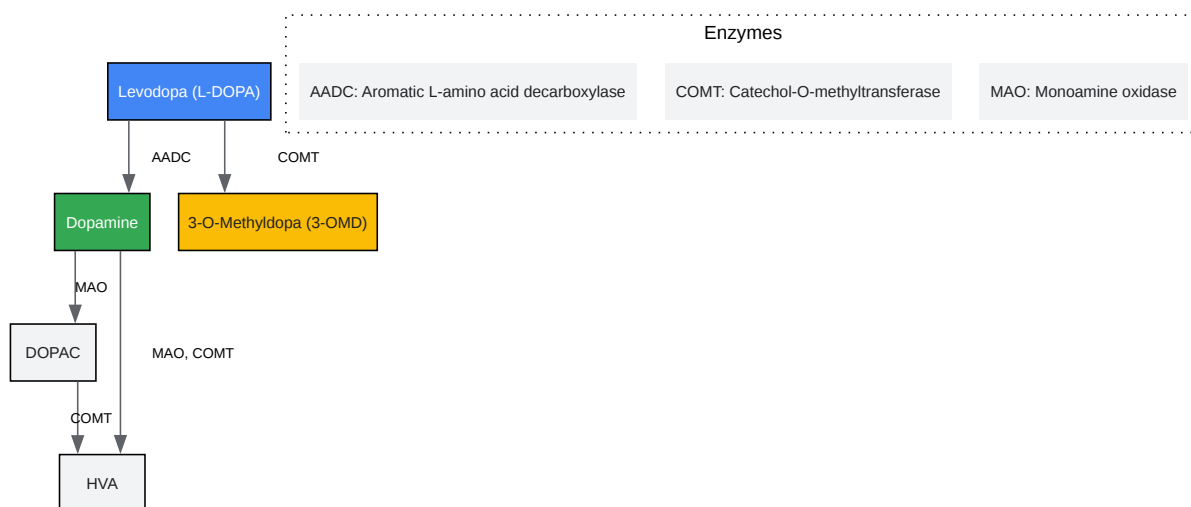 Enzymes
Levodopa (L-DOPA)
AADC: Aromatic L-amino acid decarboxylase
COMT: Catechol-O-methyltransferase
MAO: Monoamine oxidase
AADC
COMT
Dopamine
3-O-Methyldopa (3-OMD)
MAO
DOPAC
MAO, COMT
COMT
HVA